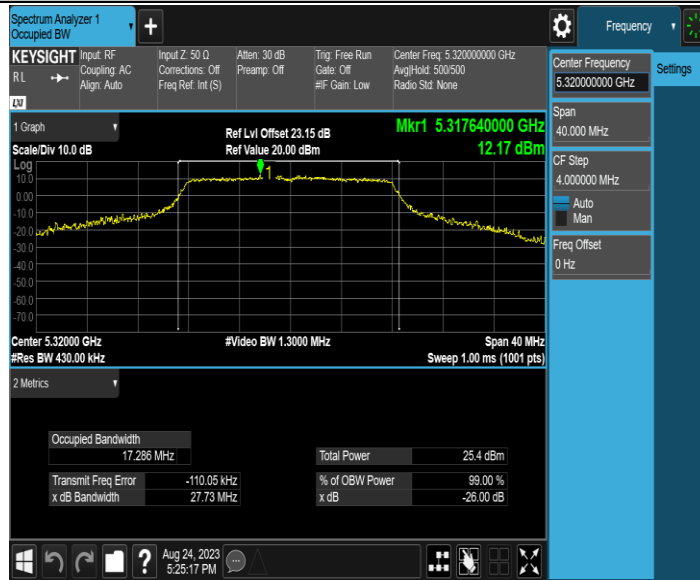 Spectrum Analyzer 1
Occupied BW
+
Frequency
KEYSIGHT
R L
LXI
Input: RF
Coupling: AC
Align: Auto
Input Z: 50 Ω
Corrections: Off
Freq Ref: Int (S)
Atten: 30 dB
Preamp: Off
Trig: Free Run
Gate: Off
#IF Gain: Low
Center Freq: 5.320000000 GHz
Avg|Hold: 500/500
Radio Std: None
Center Frequency
5.320000000 GHz
Settings
Span
40.000 MHz
CF Step
4.000000 MHz
Auto
Man
Freq Offset
0 Hz
1 Graph
Scale/Div 10.0 dB
Ref Lvl Offset 23.15 dB
Ref Value 20.00 dBm
Mkr1 5.317640000 GHz
12.17 dBm
Log
10.0
0.00
-10.0
-20.0
-30.0
-40.0
-50.0
-60.0
-70.0
1
Center 5.32000 GHz
#Res BW 430.00 kHz
#Video BW 1.3000 MHz
Span 40 MHz
Sweep 1.00 ms (1001 pts)
2 Metrics
Occupied Bandwidth
17.286 MHz
Total Power 25.4 dBm
Transmit Freq Error -110.05 kHz
% of OBW Power 99.00 %
x dB Bandwidth 27.73 MHz
x dB -26.00 dB
?
Aug 24, 2023
5:25:17 PM